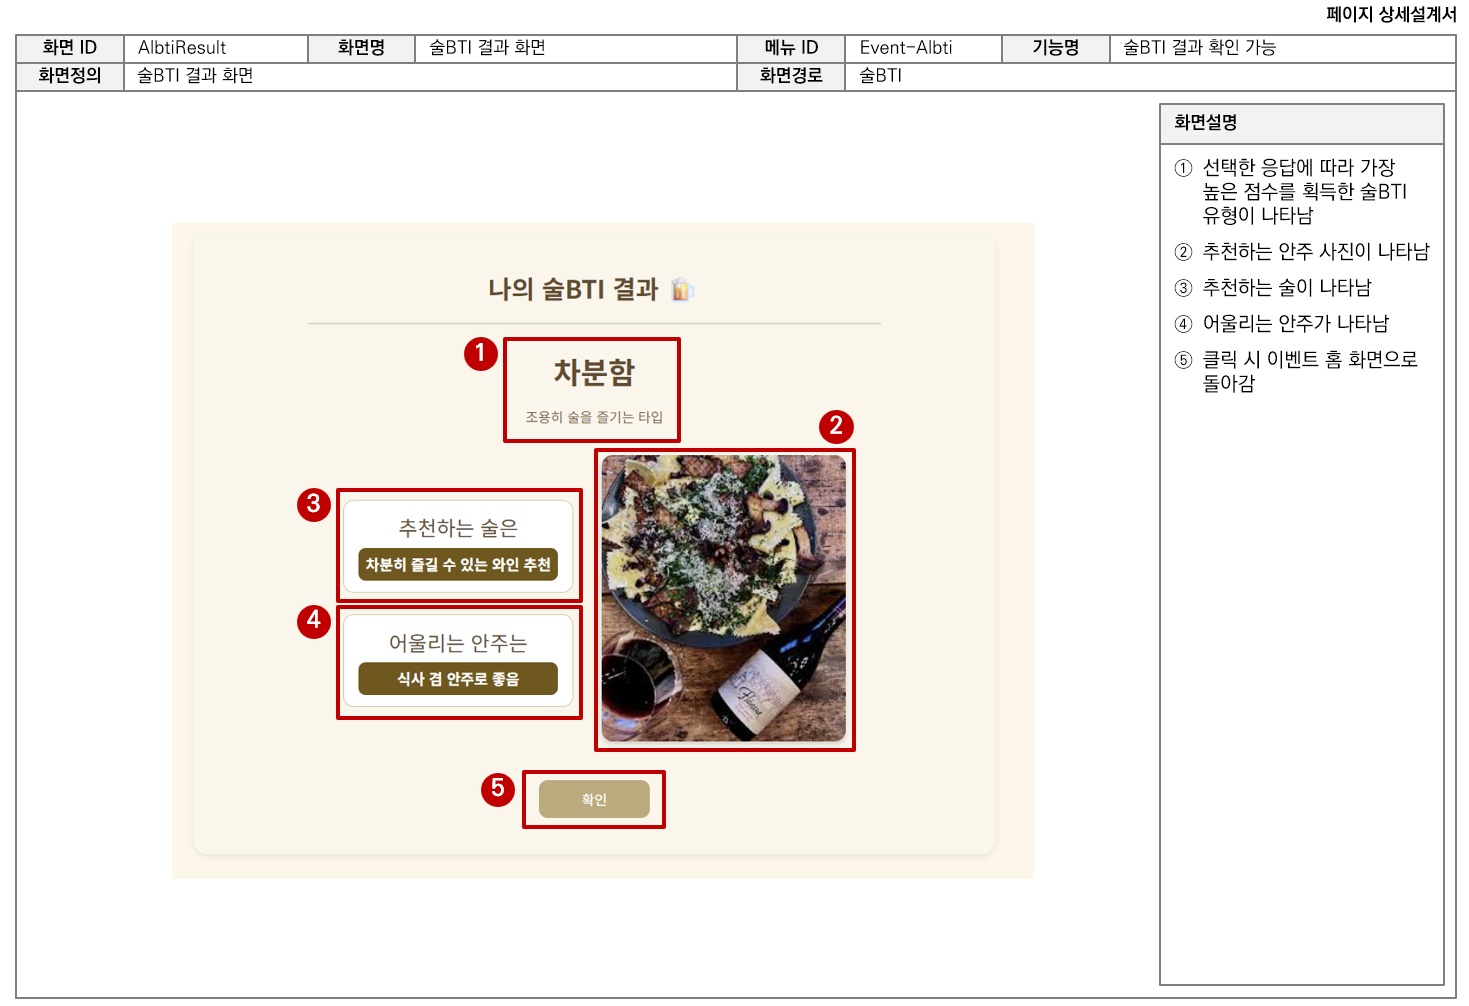 페이지 상세설계서
화면 ID AlbtiResult 화면명 술BTI 결과 화면 메뉴 ID Event-Albti 기능명 술BTI 결과 확인 가능
화면정의 술BTI 결과 화면 화면경로 술BTI
나의 술BTI 결과
1
차분함
조용히 술을 즐기는 타입
2
3
추천하는 술은
차분히 즐길 수 있는 와인 추천
4
어울리는 안주는
식사 겸 안주로 좋음
5
확인
화면설명
① 선택한 응답에 따라 가장
높은 점수를 획득한 술BTI
유형이 나타남
② 추천하는 안주 사진이 나타남
③ 추천하는 술이 나타남
④ 어울리는 안주가 나타남
⑤ 클릭 시 이벤트 홈 화면으로
돌아감